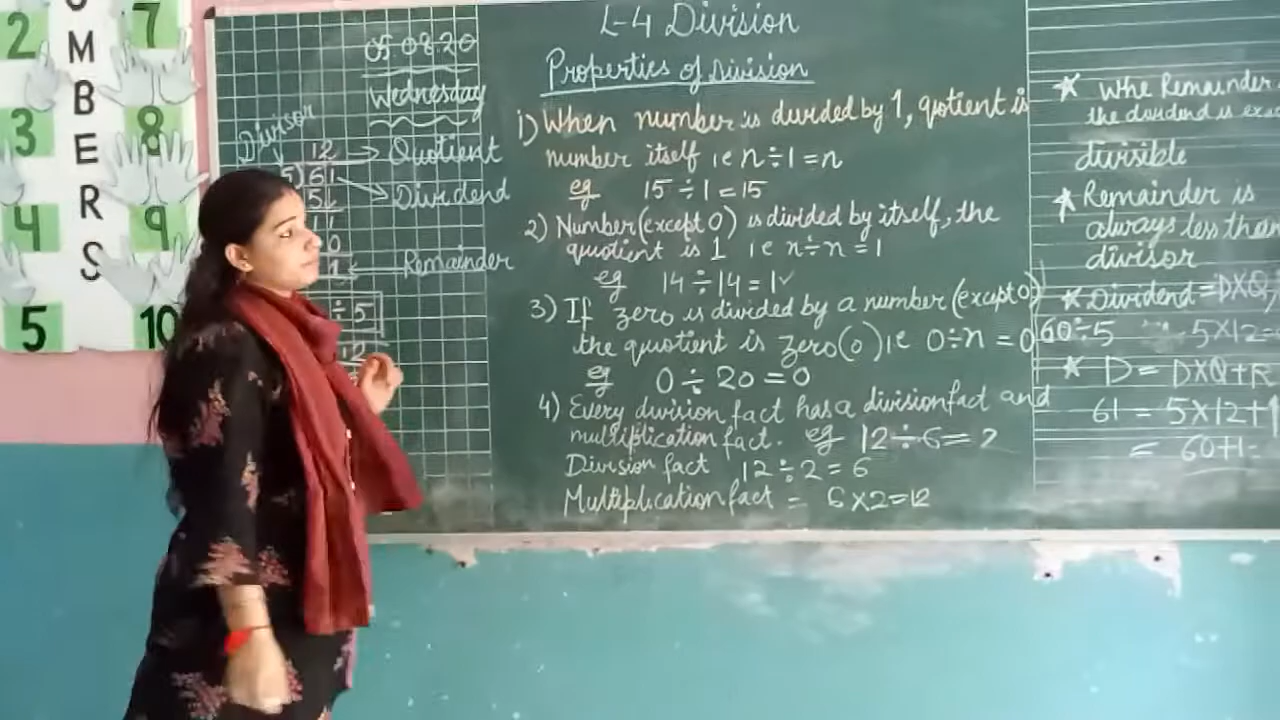 NUMBERS
2 7
3 8
4 9
5 10
05.08.20
Wednesday
Divisor
12 → Quotient
5)61 → Dividend
1 ← Remainder
÷ 5
12
L-4 Division
Properties of Division
1) When number is divided by 1, quotient is
number itself ie n÷1=n
eg 15÷1=15
2) Number (except 0) is divided by itself, the
quotient is 1 ie n÷n=1
eg 14÷14=1
3) If zero is divided by a number (except 0)
the quotient is zero(0) ie 0÷n=0
eg 0÷20=0
4) Every division fact has a division fact and
multiplication fact. eg 12÷6=2
Division fact 12÷2=6
Multiplication fact = 6×2=12
* Whe Remainder
the dividend is
divisible
* Remainder is
always less than
divisor
* Dividend = D×Q
60÷5 5×12=
* D = D×Q+R
61 = 5×12+1
= 60+1=